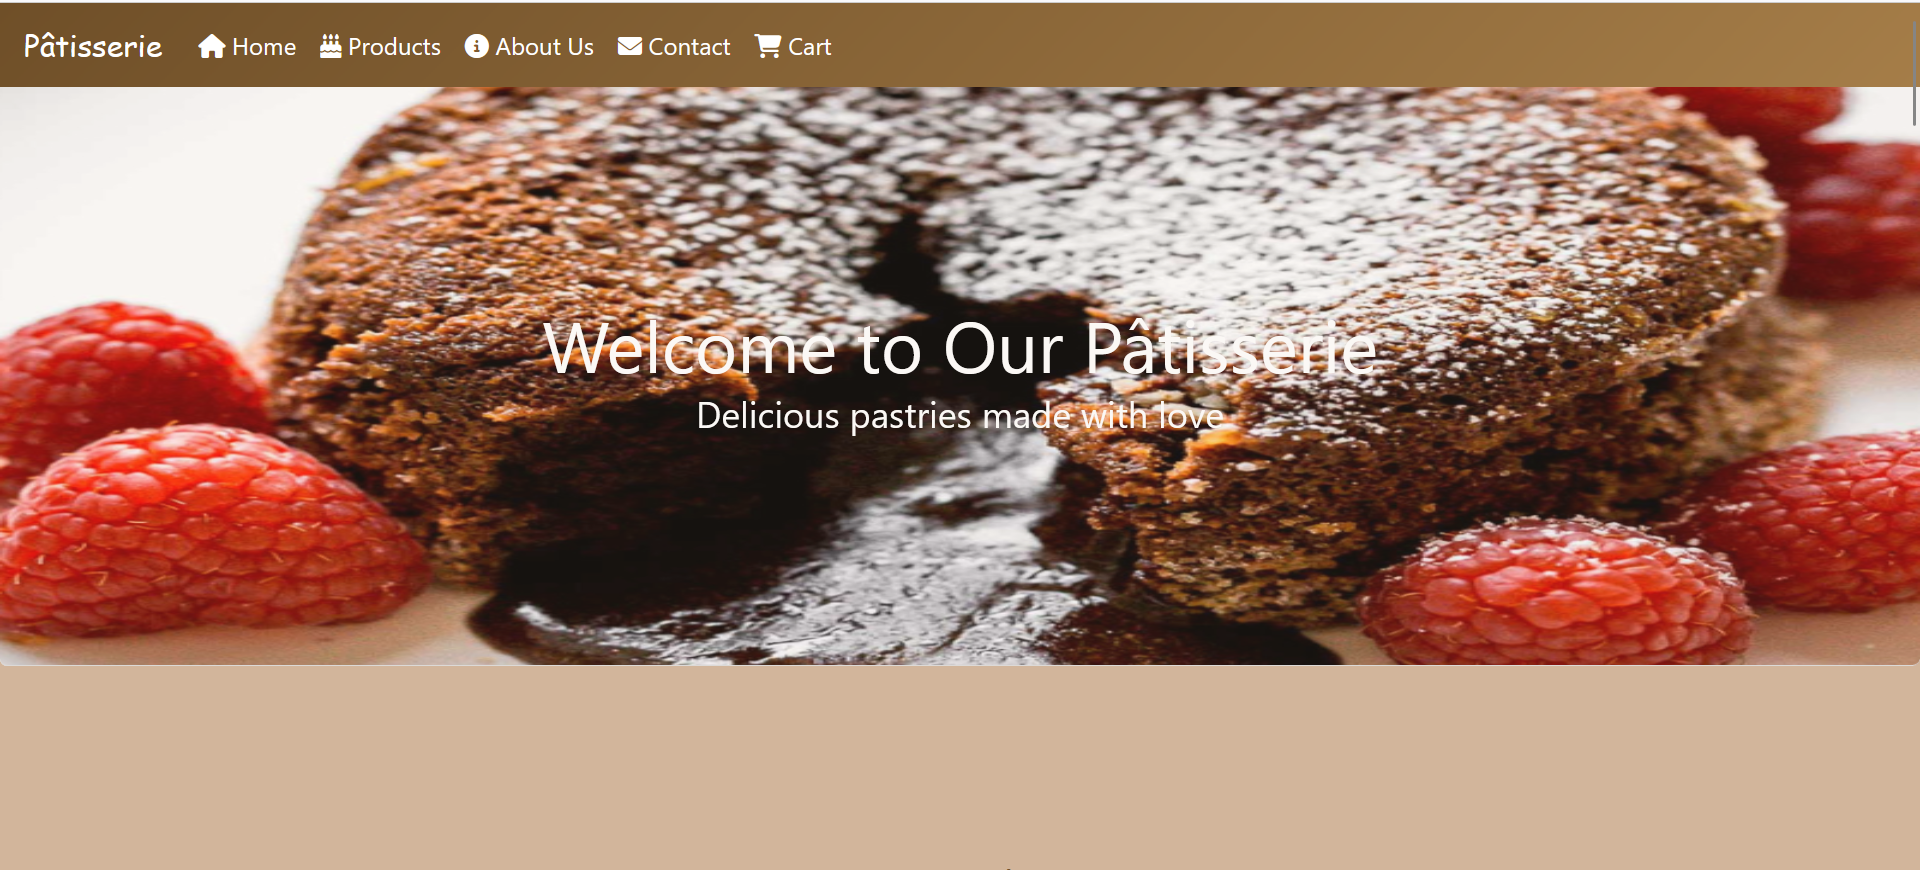 Pâtisserie Home Products About Us Contact Cart
Welcome to Our Pâtisserie
Delicious pastries made with love